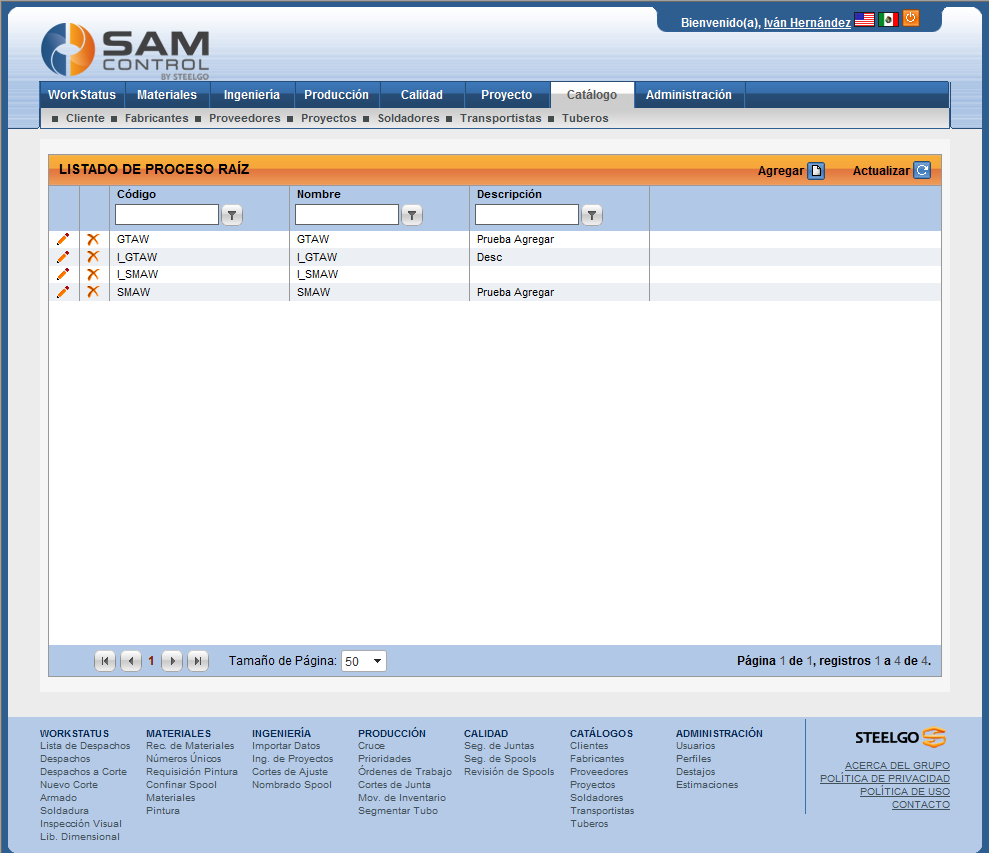 Bienvenido(a), Iván Hernández
SAM
CONTROL
BY STEELGO
WorkStatus Materiales Ingeniería Producción Calidad Proyecto Catálogo Administración
Cliente Fabricantes Proveedores Proyectos Soldadores Transportistas Tuberos
LISTADO DE PROCESO RAÍZ Agregar Actualizar
Código Nombre Descripción
GTAW GTAW Prueba Agregar
I_GTAW I_GTAW Desc
I_SMAW I_SMAW
SMAW SMAW Prueba Agregar
1 Tamaño de Página: 50 Página 1 de 1, registros 1 a 4 de 4.
WORKSTATUS
Lista de Despachos
Despachos
Despachos a Corte
Nuevo Corte
Armado
Soldadura
Inspección Visual
Lib. Dimensional
MATERIALES
Rec. de Materiales
Números Únicos
Requisición Pintura
Confinar Spool
Materiales
Pintura
INGENIERÍA
Importar Datos
Ing. de Proyectos
Cortes de Ajuste
Nombrado Spool
PRODUCCIÓN
Cruce
Prioridades
Órdenes de Trabajo
Cortes de Junta
Mov. de Inventario
Segmentar Tubo
CALIDAD
Seg. de Juntas
Seg. de Spools
Revisión de Spools
CATÁLOGOS
Clientes
Fabricantes
Proveedores
Proyectos
Soldadores
Transportistas
Tuberos
ADMINISTRACIÓN
Usuarios
Perfiles
Destajos
Estimaciones
STEELGO
ACERCA DEL GRUPO
POLÍTICA DE PRIVACIDAD
POLÍTICA DE USO
CONTACTO